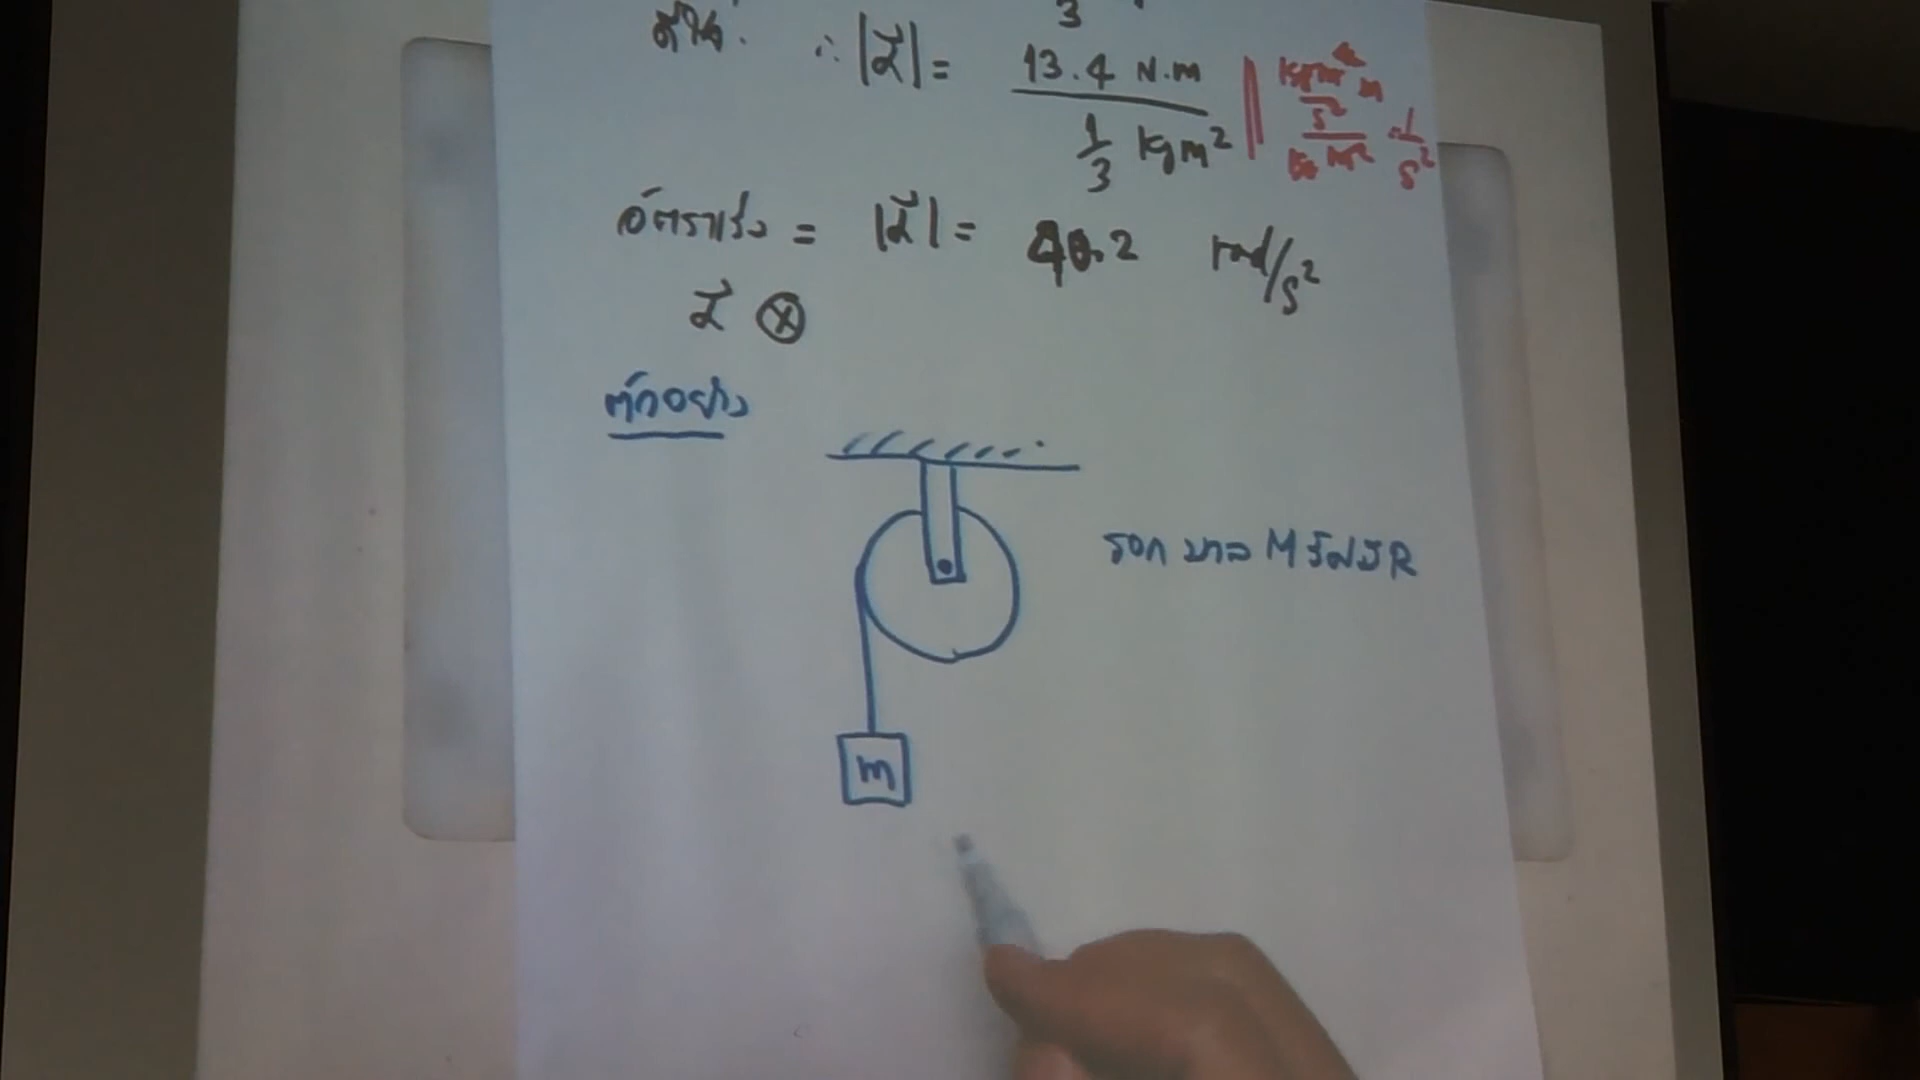 3
∴ |α⃗| = 13.4 N.m / 1/3 kgm²
อัตราเร่ง = |α⃗| = 40.2 rad/s²
α⃗ ⊗
ตัวอย่าง
รอก มวล M รัศมี R
m